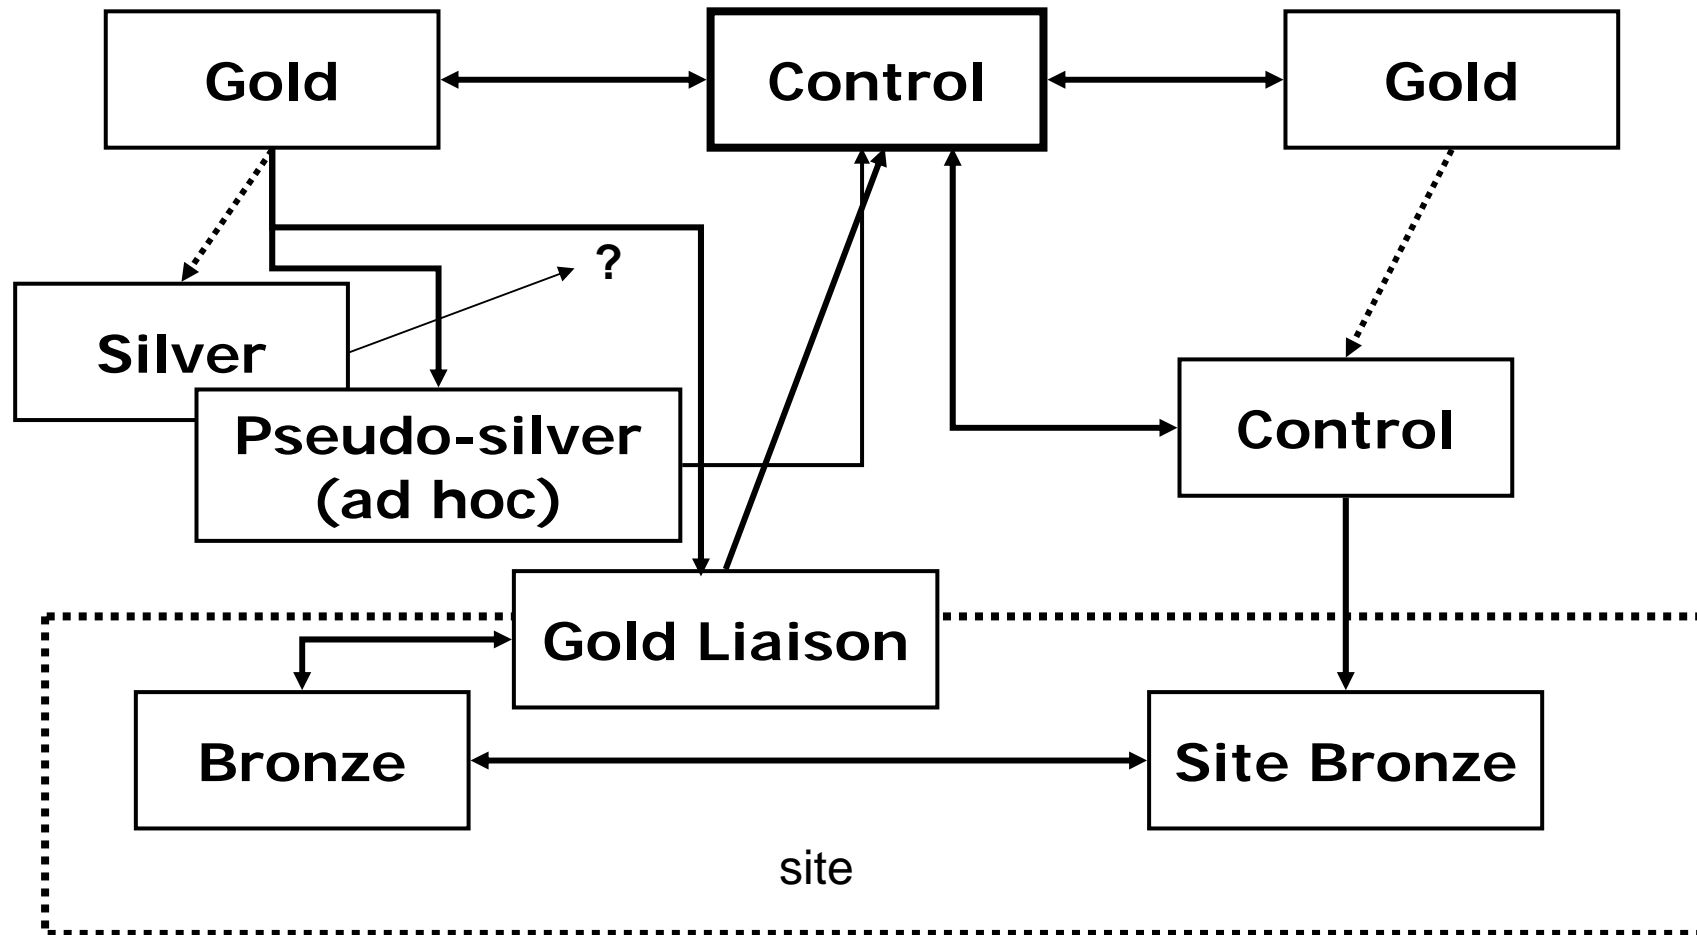 Gold
Control
Gold
?
Silver
Pseudo-silver
(ad hoc)
Control
Gold Liaison
Bronze
Site Bronze
site